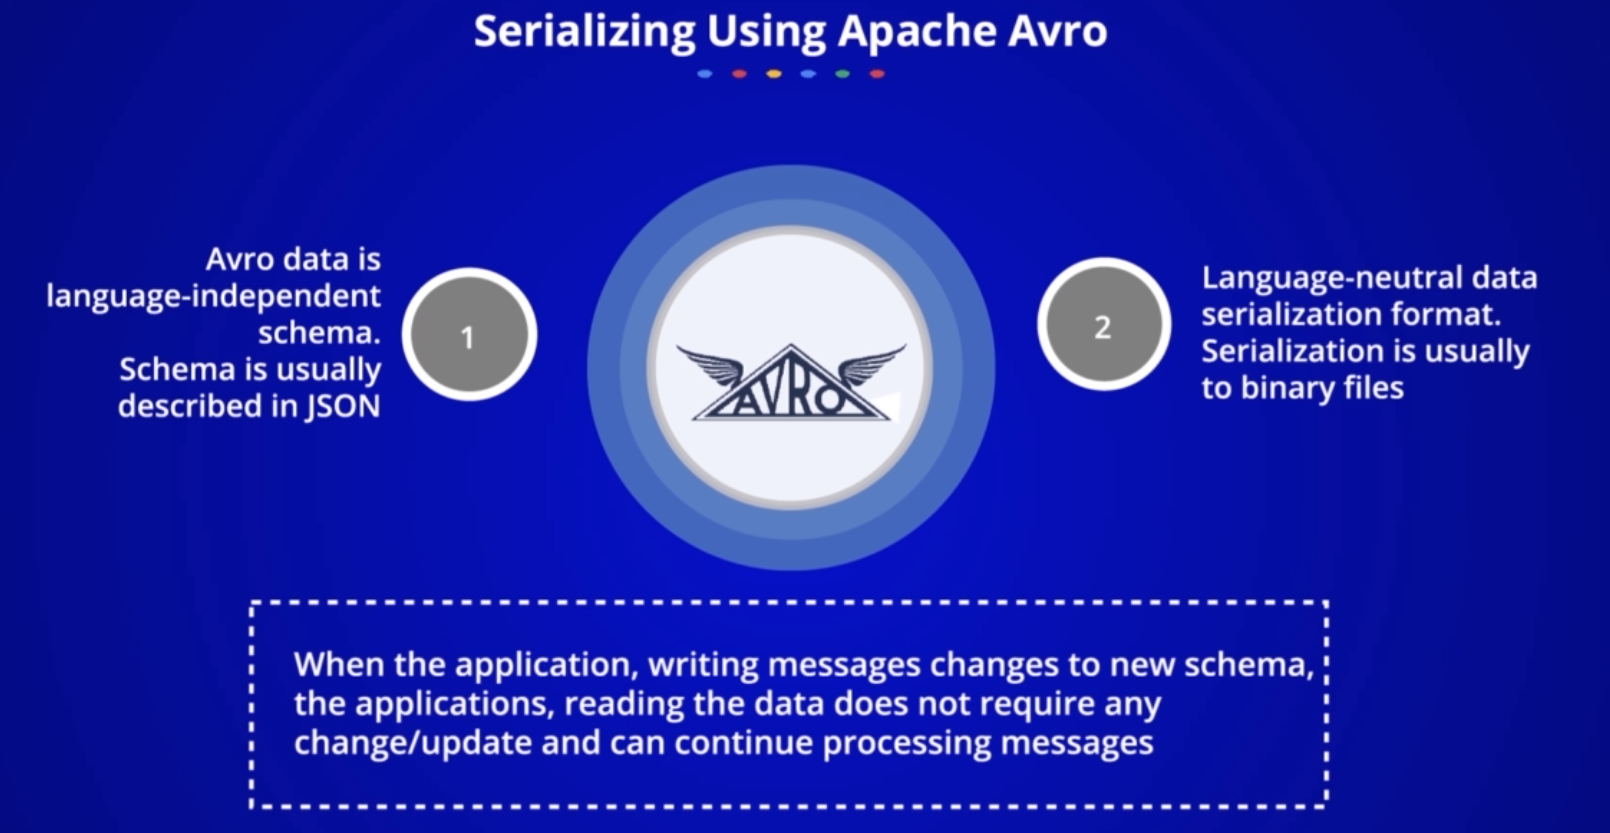 Serializing Using Apache Avro
Avro data is
language-independent
schema.
Schema is usually
described in JSON
1
AVRO
2
Language-neutral data
serialization format.
Serialization is usually
to binary files
When the application, writing messages changes to new schema,
the applications, reading the data does not require any
change/update and can continue processing messages